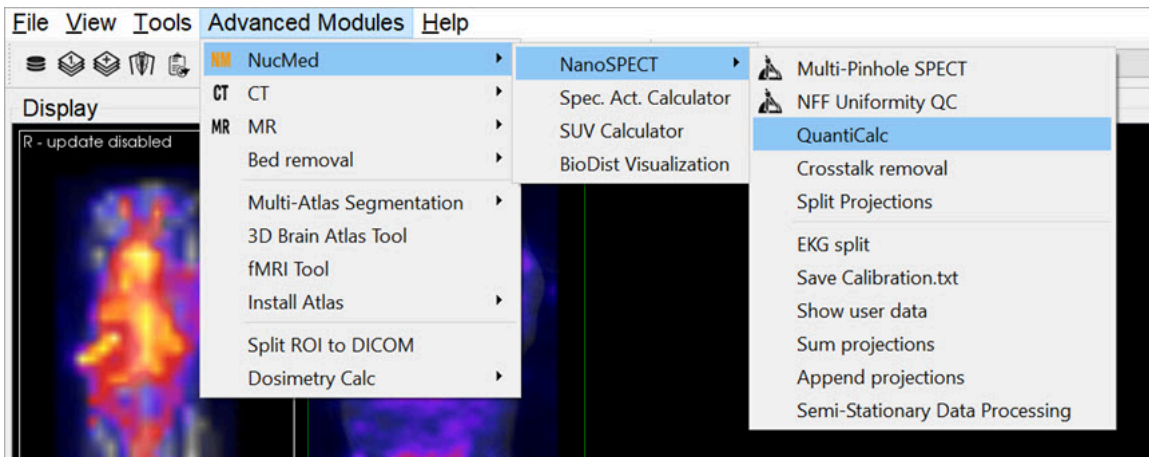 File View Tools Advanced Modules Help
Display
R - update disabled
NM NucMed
CT CT
MR MR
Bed removal
Multi-Atlas Segmentation
3D Brain Atlas Tool
fMRI Tool
Install Atlas
Split ROI to DICOM
Dosimetry Calc
NanoSPECT
Spec. Act. Calculator
SUV Calculator
BioDist Visualization
Multi-Pinhole SPECT
NFF Uniformity QC
QuantiCalc
Crosstalk removal
Split Projections
EKG split
Save Calibration.txt
Show user data
Sum projections
Append projections
Semi-Stationary Data Processing